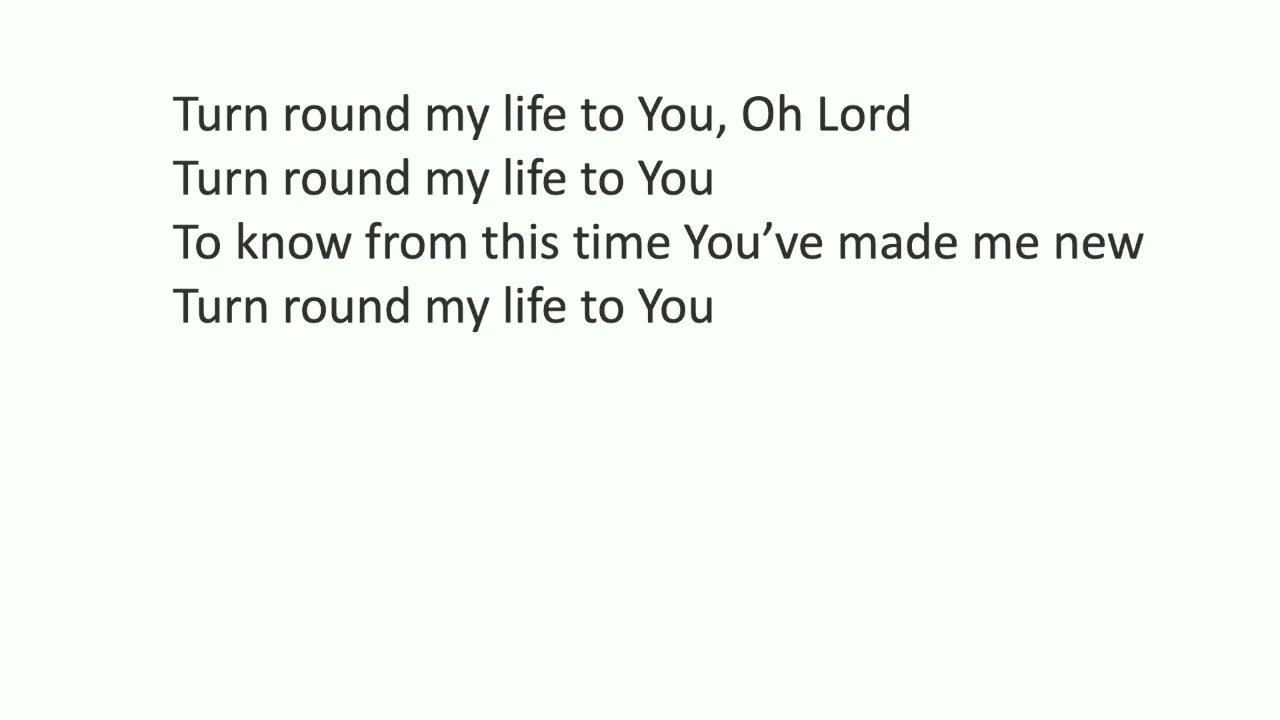 Turn round my life to You, Oh Lord
Turn round my life to You
To know from this time You’ve made me new
Turn round my life to You